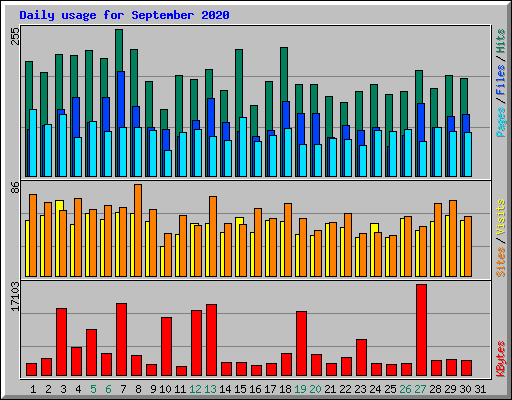 Daily usage for September 2020
255
Pages / Files / Hits
86
Sites / Visits
17103
KBytes
1 2 3 4 5 6 7 8 9 10 11 12 13 14 15 16 17 18 19 20 21 22 23 24 25 26 27 28 29 30 31